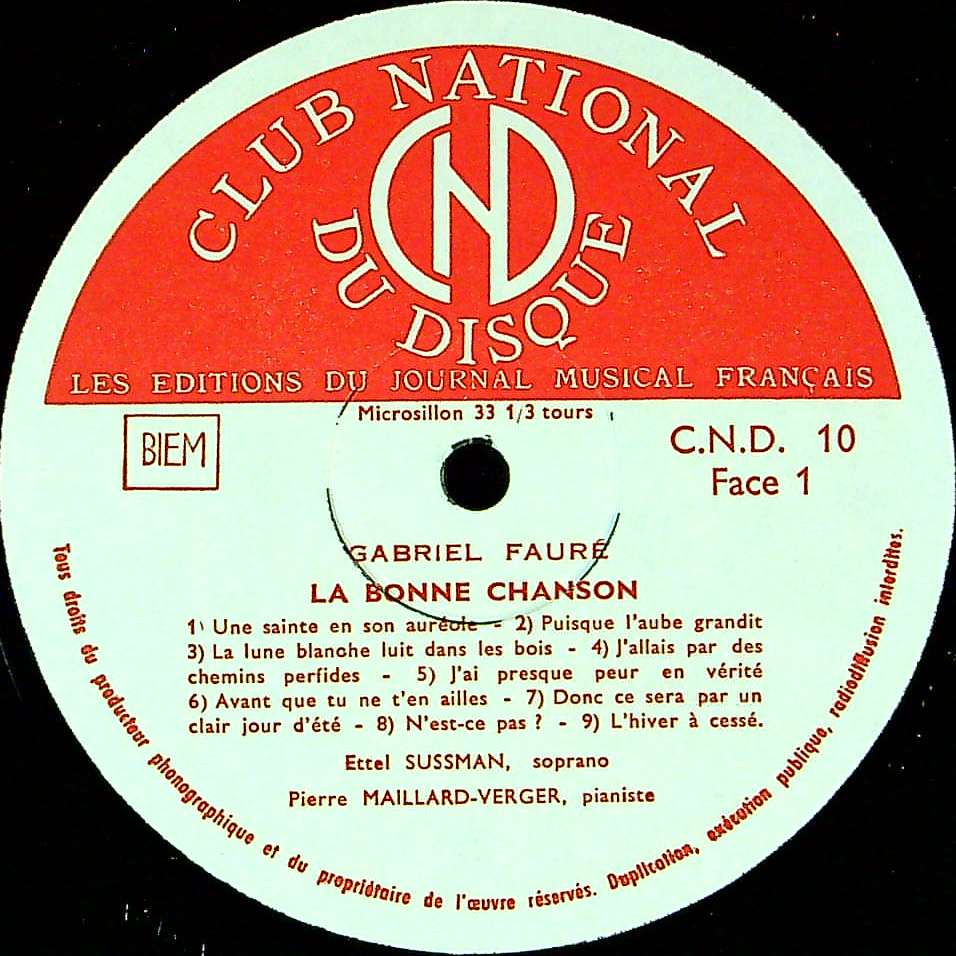 CLUB NATIONAL
CND
DU DISQUE
LES EDITIONS DU JOURNAL MUSICAL FRANÇAIS
Microsillon 33 1/3 tours
BIEM
C.N.D. 10
Face 1
GABRIEL FAURÉ
LA BONNE CHANSON
1) Une sainte en son auréole - 2) Puisque l'aube grandit
3) La lune blanche luit dans les bois - 4) J'allais par des
chemins perfides - 5) J'ai presque peur en vérité
6) Avant que tu ne t'en ailles - 7) Donc ce sera par un
clair jour d'été - 8) N'est-ce pas ? - 9) L'hiver à cessé.
Ettel SUSSMAN, soprano
Pierre MAILLARD-VERGER, pianiste
Tous droits du producteur phonographique et du propriétaire de l'œuvre réservés. Duplication, exécution publique, radiodiffusion interdites.